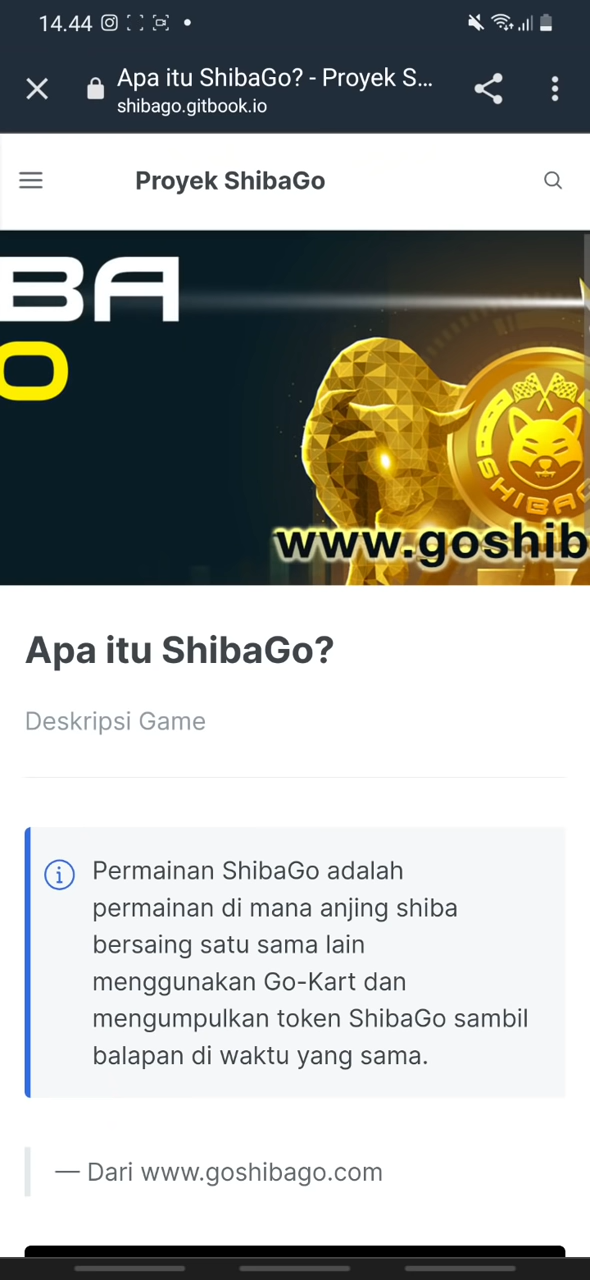 14.44
Apa itu ShibaGo? - Proyek S...
shibago.gitbook.io
Proyek ShibaGo
BA
O
SHIBAG
www.goshib
Apa itu ShibaGo?
Deskripsi Game
Permainan ShibaGo adalah
permainan di mana anjing shiba
bersaing satu sama lain
menggunakan Go-Kart dan
mengumpulkan token ShibaGo sambil
balapan di waktu yang sama.
— Dari www.goshibago.com